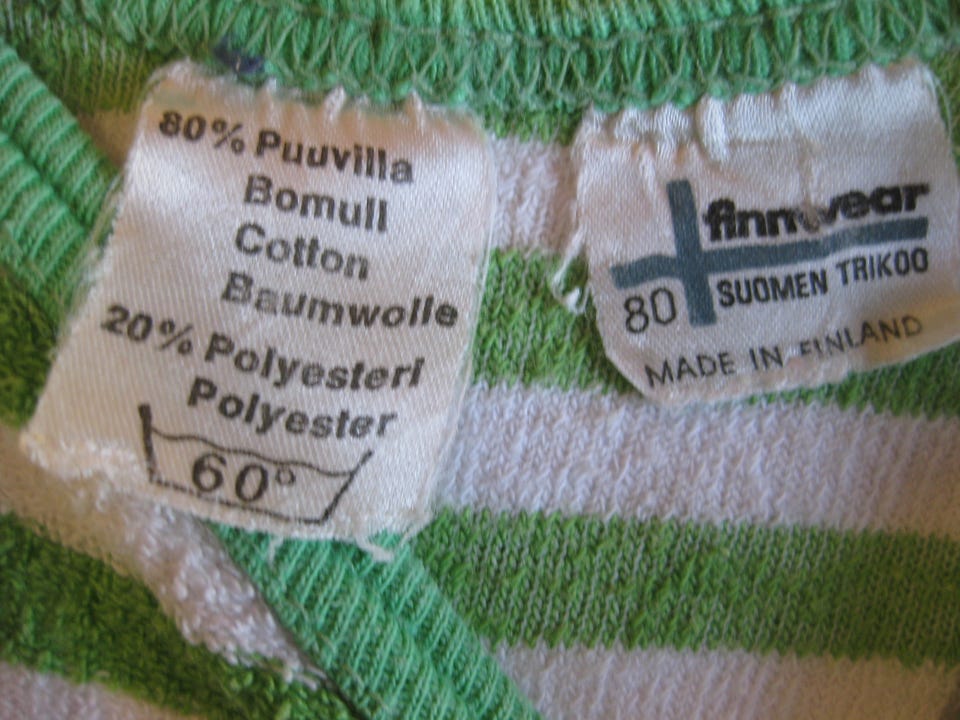 80% Puuvilla
Bomull
Cotton
Baumwolle
20% Polyesteri
Polyester
60°
finnwear
80 SUOMEN TRIKOO
MADE IN FINLAND